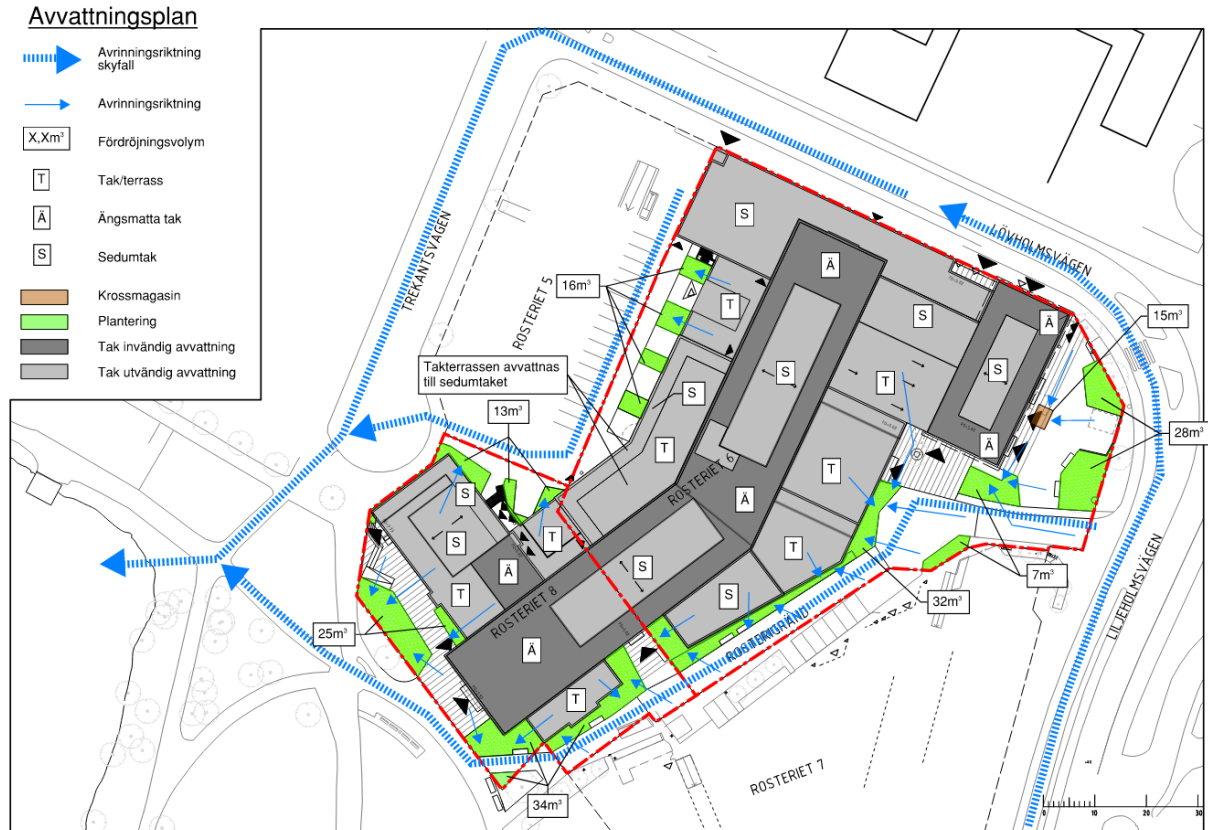 Avvattningsplan
Avrinningsriktning
skyfall
Avrinningsriktning
X,Xm³
Fördröjningsvolym
T
Tak/terrass
Ä
Ängsmatta tak
S
Sedumtak
Krossmagasin
Plantering
Tak invändig avvattning
Tak utvändig avvattning
TREKANTSVÄGEN
ROSTERIET 5
LÖVHOLMSVÄGEN
S
Ä
16m³
T
S
Ä
15m³
S
S
Takterrassen avvattnas
till sedumtaket
S
T
13m³
T
Ä
28m³
ROSTERIET 6
T
S
Ä
S
T
T
S
7m³
Ä
T
S
32m³
25m³
ROSTERIET 8
Ä
ROSTERIGRÄND
LILJEHOLMSVÄGEN
T
ROSTERIET 7
34m³
0 10 20 30